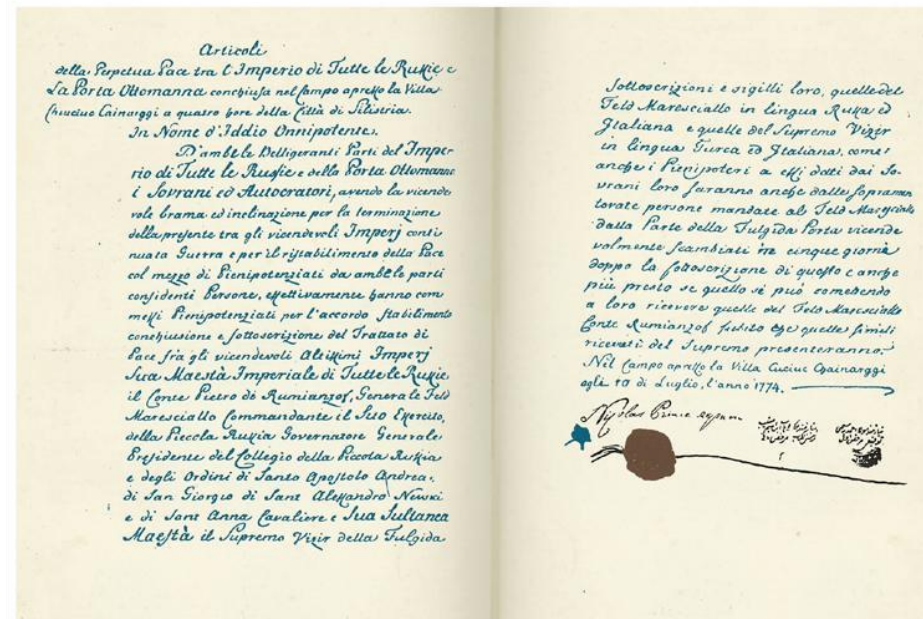 Articoli
della Perpetua Pace tra l'Imperio di Tutte le Russie e
La Porta Ottomanna conchiusa nel Campo apresso la Villa
Chiuciuc Cainarggi a quatro hore della Città di Silistria.
In Nome d'Iddio Onnipotente.
D'ambe le Belligeranti Parti del Impe-
rio di Tutte le Russie e della Porta Ottomanna
i Sovrani ed Autocratori, avendo la vicende
vole brama ed inclinazione per la terminazione
della presente tra gli vicendevoli Imperj conti
nuata Guerra e per il ristabilimento della Pace
col mezzo di Plenipotenziati da ambe le parti
confidenti Persone, effettivamente hanno com
messi Plenipotenziati per l'accordo stabilimento
conchiusione e sottoscrizione del Trattato di
Pace fra gli vicendevoli Altissimi Imperj
Sua Maestà Imperiale di Tutte le Russie
il Conte Pietro de Rumianzof, Generale Feld
Maresciallo Commandante il Suo Exercito,
della Piccola Russia Governatore Generale
Presidente del Collegio della Piccola Russia
e degli Ordini di Santo Apostolo Andrea,
di San Giorgio di Sant Alessandro Newski
e di Sant Anna Cavaliere e Sua Sultanea
Maestà il Supremo Vizir della Fulgida
sottoscrizioni e sigilli loro, quelle del
Feld Maresciallo in lingua Russa ed
Italiana e quelle del Supremo Vizir
in lingua Turca ed Italiana, come
anche i Plenipoteri a essi dati dai So-
vrani loro saranno anche dalle sopramen
tovate persone mandate al Feld Maresciallo
dalla Parte della Fulgida Porta vicende
volmente scambiati in cinque giorna
doppo la sottoscrizione di questo e anche
più presto se quello si può
a loro ricevere quelle del Feld Maresciallo
Conte Rumianzof subito che quelle simili
ricevuti del Supremo presenteranno.
Nel Campo apresso la Villa Cuciuc Chainarggi
agli 10 di Luglio, l'anno 1774.
Nicolas Prince